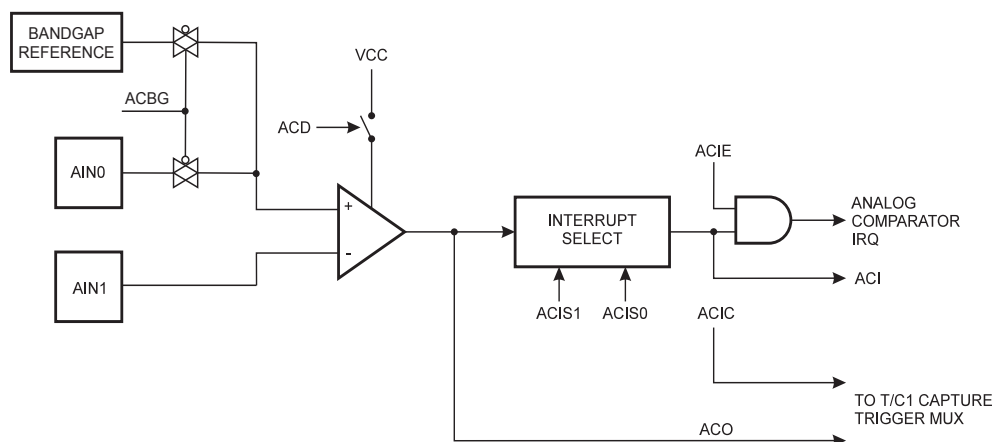 BANDGAP
REFERENCE
VCC
ACBG
ACD
AIN0
ACIE
+
-
INTERRUPT
SELECT
ANALOG
COMPARATOR
IRQ
AIN1
ACI
ACIS1
ACIS0
ACIC
TO T/C1 CAPTURE
TRIGGER MUX
ACO